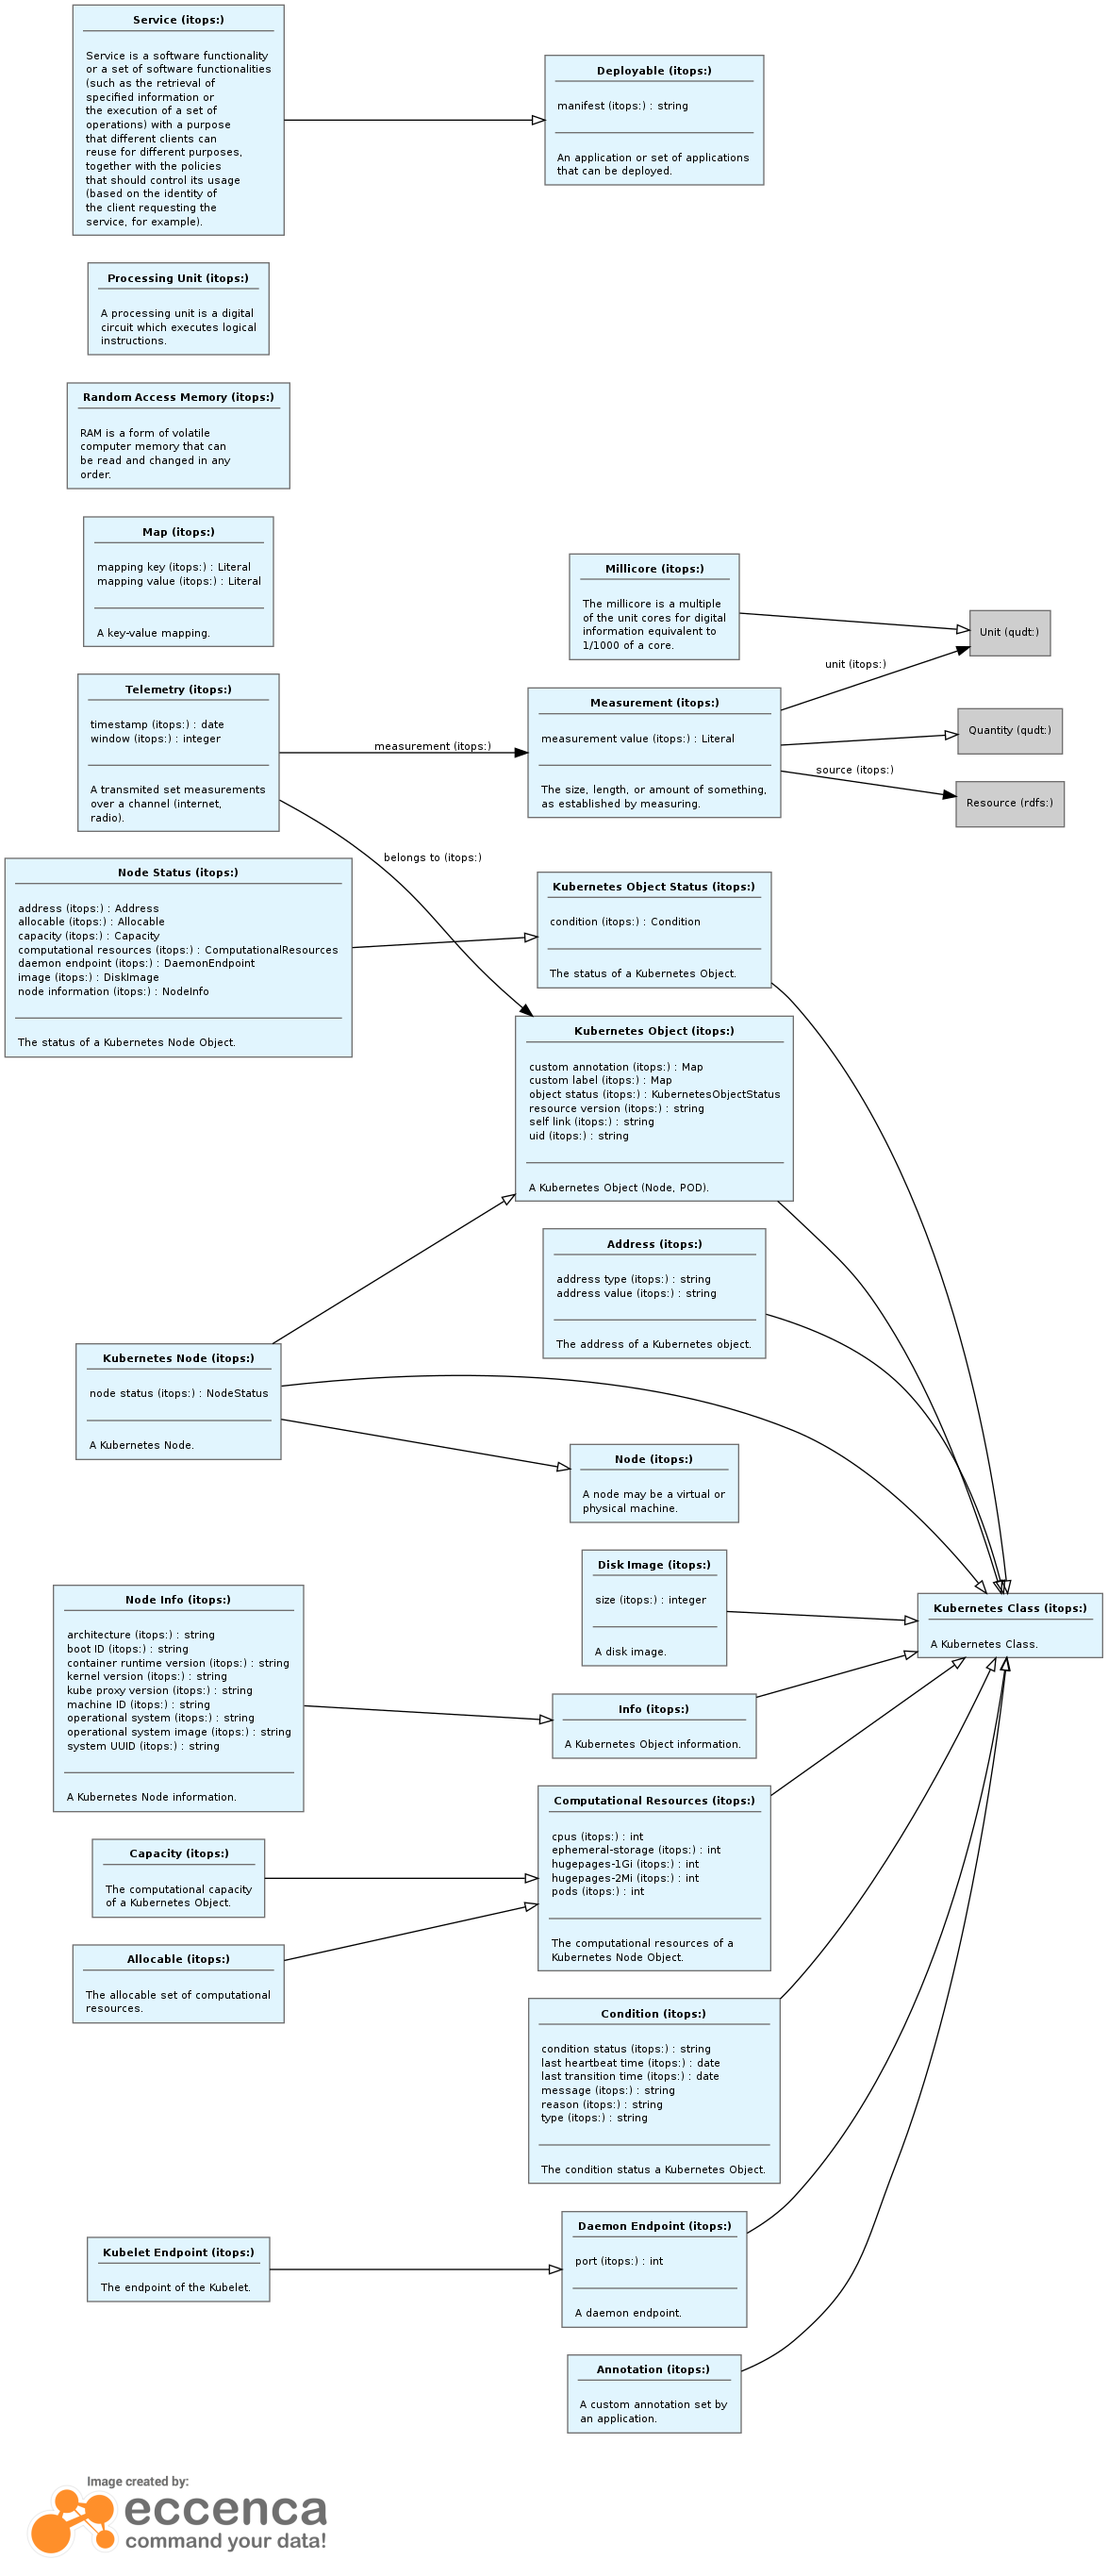 Service (itops:)
Service is a software functionality
or a set of software functionalities
(such as the retrieval of
specified information or
the execution of a set of
operations) with a purpose
that different clients can
reuse for different purposes,
together with the policies
that should control its usage
(based on the identity of
the client requesting the
service, for example).
Deployable (itops:)
manifest (itops:) : string
An application or set of applications
that can be deployed.
Processing Unit (itops:)
A processing unit is a digital
circuit which executes logical
instructions.
Random Access Memory (itops:)
RAM is a form of volatile
computer memory that can
be read and changed in any
order.
Map (itops:)
mapping key (itops:) : Literal
mapping value (itops:) : Literal
A key-value mapping.
Millicore (itops:)
The millicore is a multiple
of the unit cores for digital
information equivalent to
1/1000 of a core.
Unit (qudt:)
unit (itops:)
Telemetry (itops:)
timestamp (itops:) : date
window (itops:) : integer
A transmited set measurements
over a channel (internet,
radio).
measurement (itops:)
Measurement (itops:)
measurement value (itops:) : Literal
The size, length, or amount of something,
as established by measuring.
Quantity (qudt:)
source (itops:)
Resource (rdfs:)
belongs to (itops:)
Node Status (itops:)
address (itops:) : Address
allocable (itops:) : Allocable
capacity (itops:) : Capacity
computational resources (itops:) : ComputationalResources
daemon endpoint (itops:) : DaemonEndpoint
image (itops:) : DiskImage
node information (itops:) : NodeInfo
The status of a Kubernetes Node Object.
Kubernetes Object Status (itops:)
condition (itops:) : Condition
The status of a Kubernetes Object.
Kubernetes Object (itops:)
custom annotation (itops:) : Map
custom label (itops:) : Map
object status (itops:) : KubernetesObjectStatus
resource version (itops:) : string
self link (itops:) : string
uid (itops:) : string
A Kubernetes Object (Node, POD).
Address (itops:)
address type (itops:) : string
address value (itops:) : string
The address of a Kubernetes object.
Kubernetes Node (itops:)
node status (itops:) : NodeStatus
A Kubernetes Node.
Node (itops:)
A node may be a virtual or
physical machine.
Disk Image (itops:)
size (itops:) : integer
A disk image.
Kubernetes Class (itops:)
A Kubernetes Class.
Node Info (itops:)
architecture (itops:) : string
boot ID (itops:) : string
container runtime version (itops:) : string
kernel version (itops:) : string
kube proxy version (itops:) : string
machine ID (itops:) : string
operational system (itops:) : string
operational system image (itops:) : string
system UUID (itops:) : string
A Kubernetes Node information.
Info (itops:)
A Kubernetes Object information.
Computational Resources (itops:)
cpus (itops:) : int
ephemeral-storage (itops:) : int
hugepages-1Gi (itops:) : int
hugepages-2Mi (itops:) : int
pods (itops:) : int
The computational resources of a
Kubernetes Node Object.
Capacity (itops:)
The computational capacity
of a Kubernetes Object.
Allocable (itops:)
The allocable set of computational
resources.
Condition (itops:)
condition status (itops:) : string
last heartbeat time (itops:) : date
last transition time (itops:) : date
message (itops:) : string
reason (itops:) : string
type (itops:) : string
The condition status a Kubernetes Object.
Kubelet Endpoint (itops:)
The endpoint of the Kubelet.
Daemon Endpoint (itops:)
port (itops:) : int
A daemon endpoint.
Annotation (itops:)
A custom annotation set by
an application.
Image created by:
eccenca
command your data!